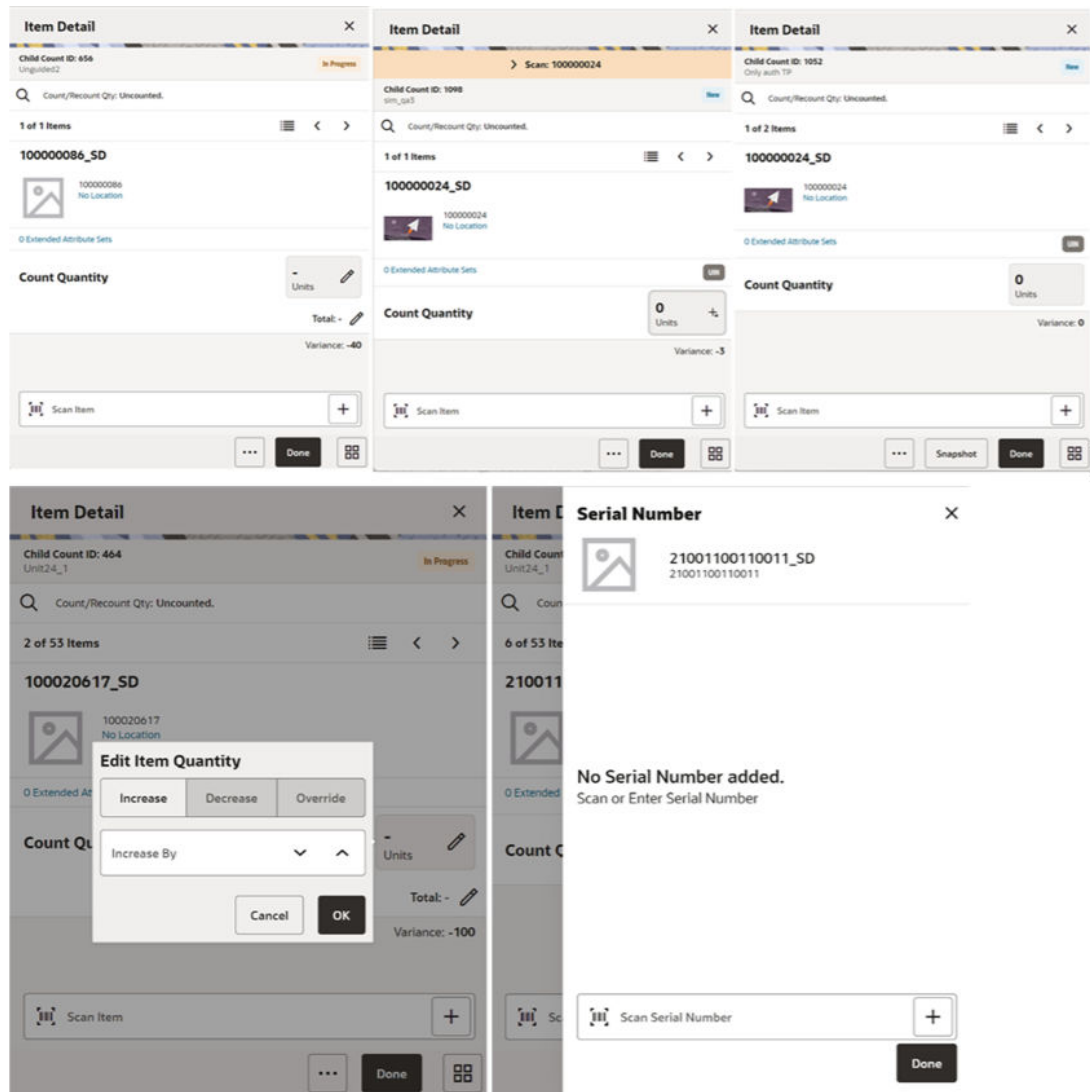 Item Detail
Child Count ID: 656
Unguided2
In Progress
Count/Recount Qty: Uncounted.
1 of 1 Items
100000086_SD
100000086
No Location
0 Extended Attribute Sets
Count Quantity
-
Units
Total: -
Variance: -40
Scan Item
Done
Item Detail
Scan: 100000024
Child Count ID: 1098
sim_qa5
New
Count/Recount Qty: Uncounted.
1 of 1 Items
100000024_SD
100000024
No Location
0 Extended Attribute Sets
UIN
Count Quantity
0
Units
Variance: -3
Scan Item
Done
Item Detail
Child Count ID: 1052
Only auth TP
New
Count/Recount Qty: Uncounted.
1 of 2 Items
100000024_SD
100000024
No Location
0 Extended Attribute Sets
UIN
Count Quantity
0
Units
Variance: 0
Scan Item
Snapshot
Done
Item Detail
Child Count ID: 464
Unit24_1
In Progress
Count/Recount Qty: Uncounted.
2 of 53 Items
100020617_SD
100020617
No Location
0 Extended At
Edit Item Quantity
Increase Decrease Override
Increase By
Cancel OK
Count Qu
-
Units
Total: -
Variance: -100
Scan Item
Done
Item D
Child Count
Unit24_1
Coun
6 of 53 Ite
210011
0 Extended
Count Q
Sc
Serial Number
21001100110011_SD
21001100110011
No Serial Number added.
Scan or Enter Serial Number
Scan Serial Number
Done